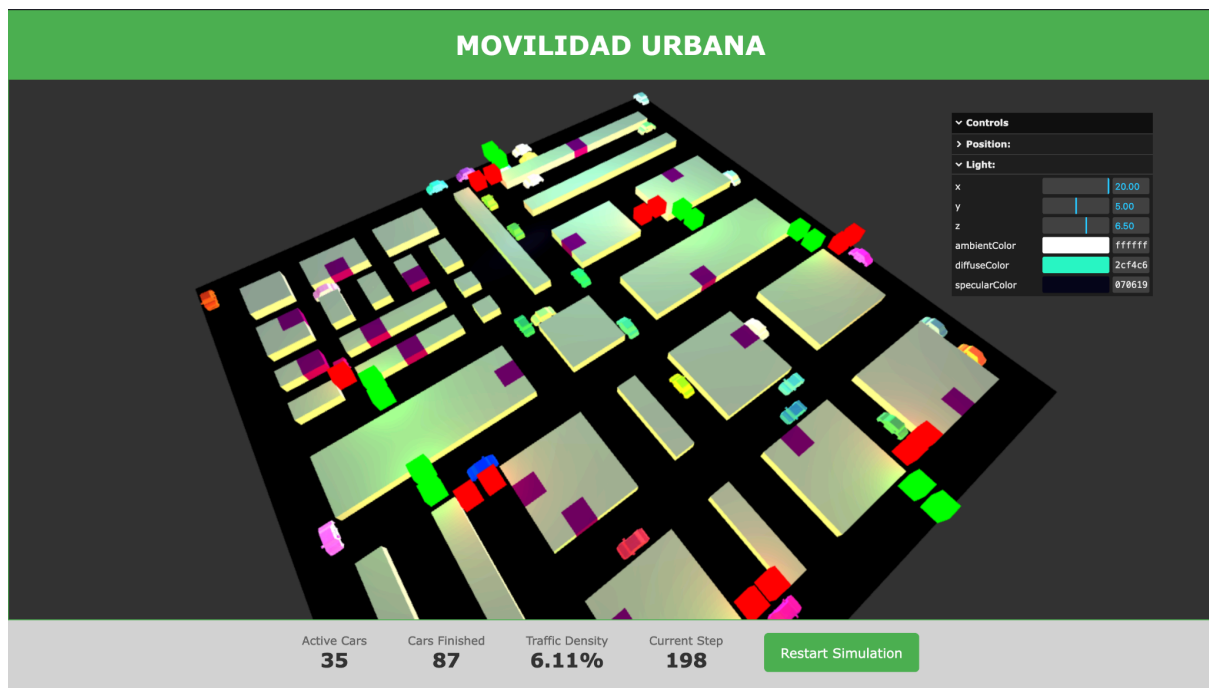 MOVILIDAD URBANA
Controls
Position:
Light:
x 20.00
y 5.00
z 6.50
ambientColor ffffff
diffuseColor 2cf4c6
specularColor 070619
Active Cars Cars Finished Traffic Density Current Step
35 87 6.11% 198
Restart Simulation